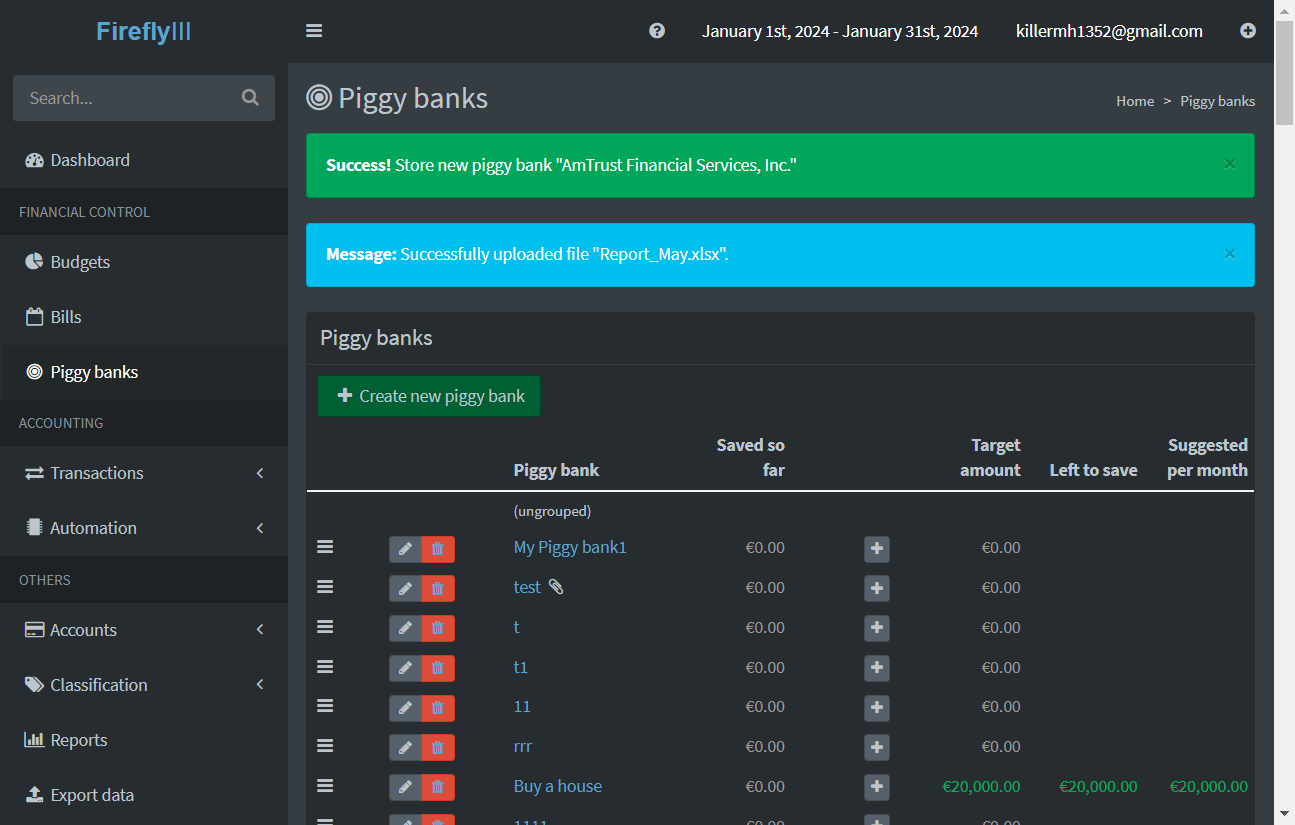 FireflyIII
January 1st, 2024 - January 31st, 2024
killermh1352@gmail.com
Search...
Dashboard
FINANCIAL CONTROL
Budgets
Bills
Piggy banks
ACCOUNTING
Transactions
Automation
OTHERS
Accounts
Classification
Reports
Export data
Piggy banks
Home > Piggy banks
Success! Store new piggy bank "AmTrust Financial Services, Inc."
Message: Successfully uploaded file "Report_May.xlsx".
Piggy banks
Create new piggy bank
Piggy bank Saved so far Target amount Left to save Suggested per month
(ungrouped)
My Piggy bank1 €0.00 €0.00
test €0.00 €0.00
t €0.00 €0.00
t1 €0.00 €0.00
11 €0.00 €0.00
rrr €0.00 €0.00
Buy a house €0.00 €20,000.00 €20,000.00 €20,000.00
1111 €0.00 €0.00